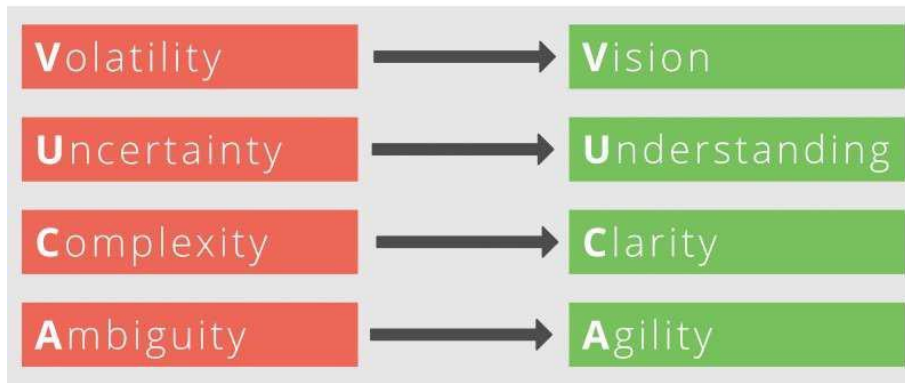 Volatility
Vision
Uncertainty
Understanding
Complexity
Clarity
Ambiguity
Agility